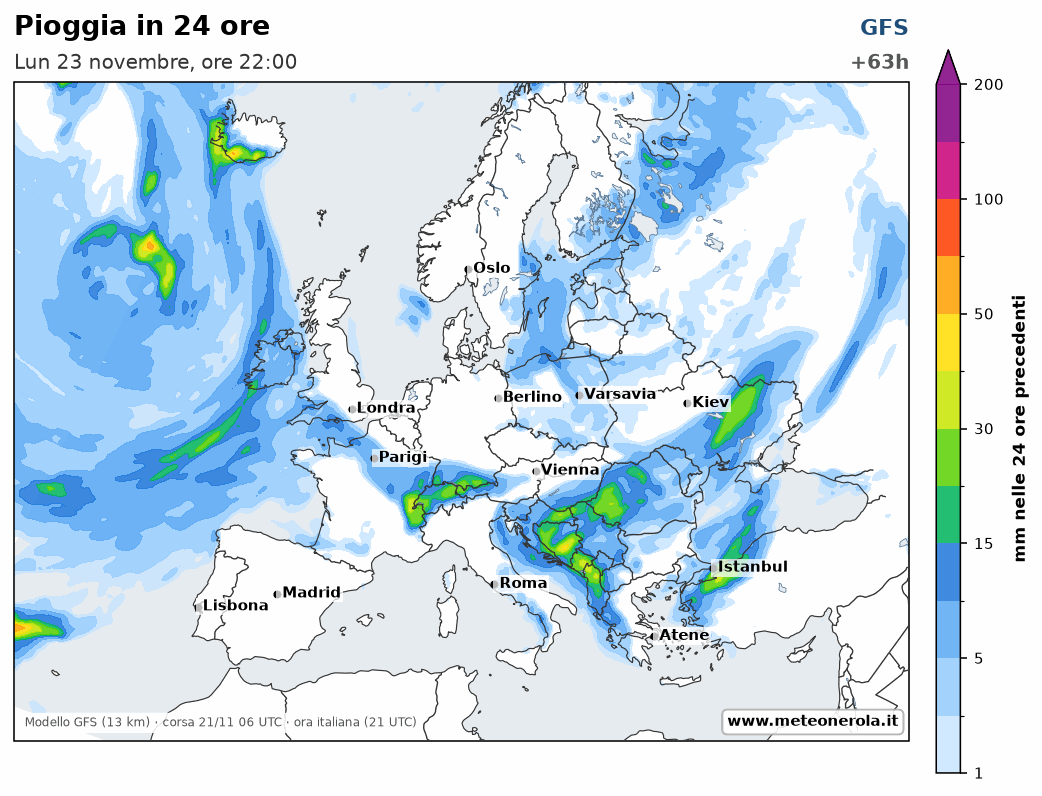 Pioggia in 24 ore
GFS
Lun 23 novembre, ore 22:00
+63h
200
100
50
30
15
5
1
mm nelle 24 ore precedenti
Oslo
Berlino
Varsavia
Kiev
Londra
Parigi
Vienna
Istanbul
Roma
Madrid
Lisbona
Atene
Modello GFS (13 km) · corsa 21/11 06 UTC · ora italiana (21 UTC)
www.meteonerola.it